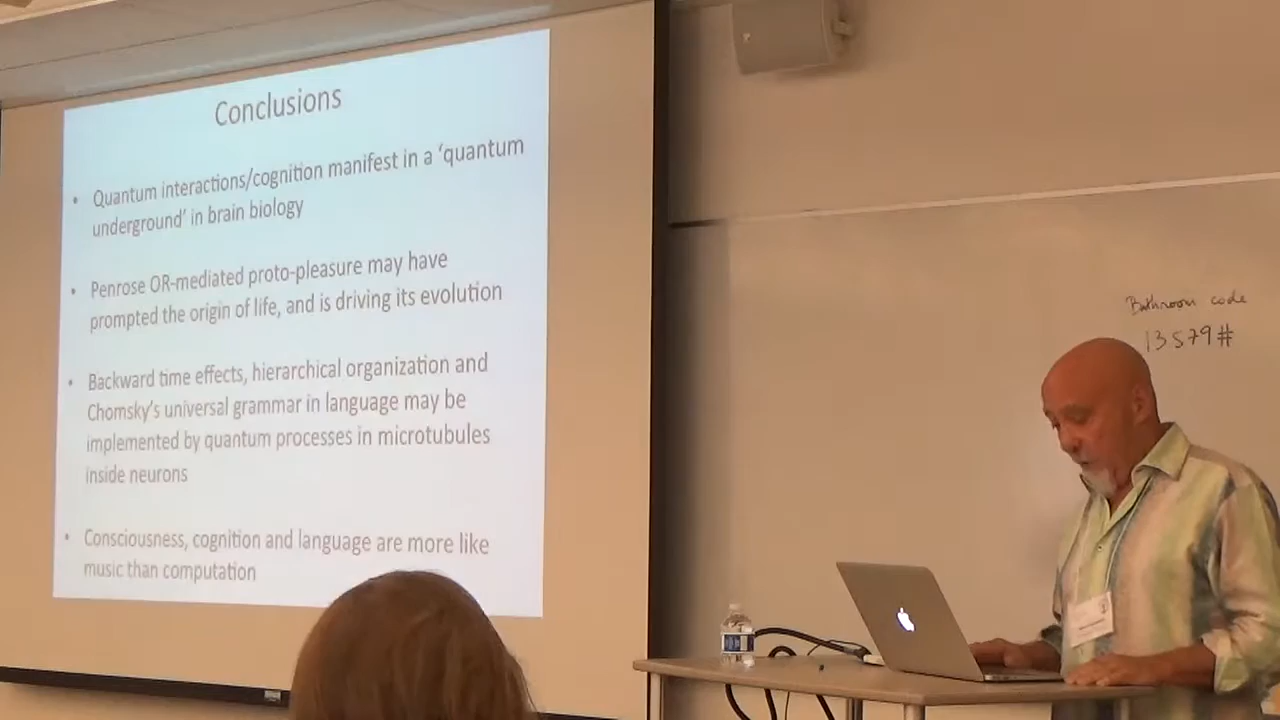 Conclusions
• Quantum interactions/cognition manifest in a ‘quantum
underground’ in brain biology
• Penrose OR-mediated proto-pleasure may have
prompted the origin of life, and is driving its evolution
• Backward time effects, hierarchical organization and
Chomsky’s universal grammar in language may be
implemented by quantum processes in microtubules
inside neurons
• Consciousness, cognition and language are more like
music than computation
Bathroom code
13579#